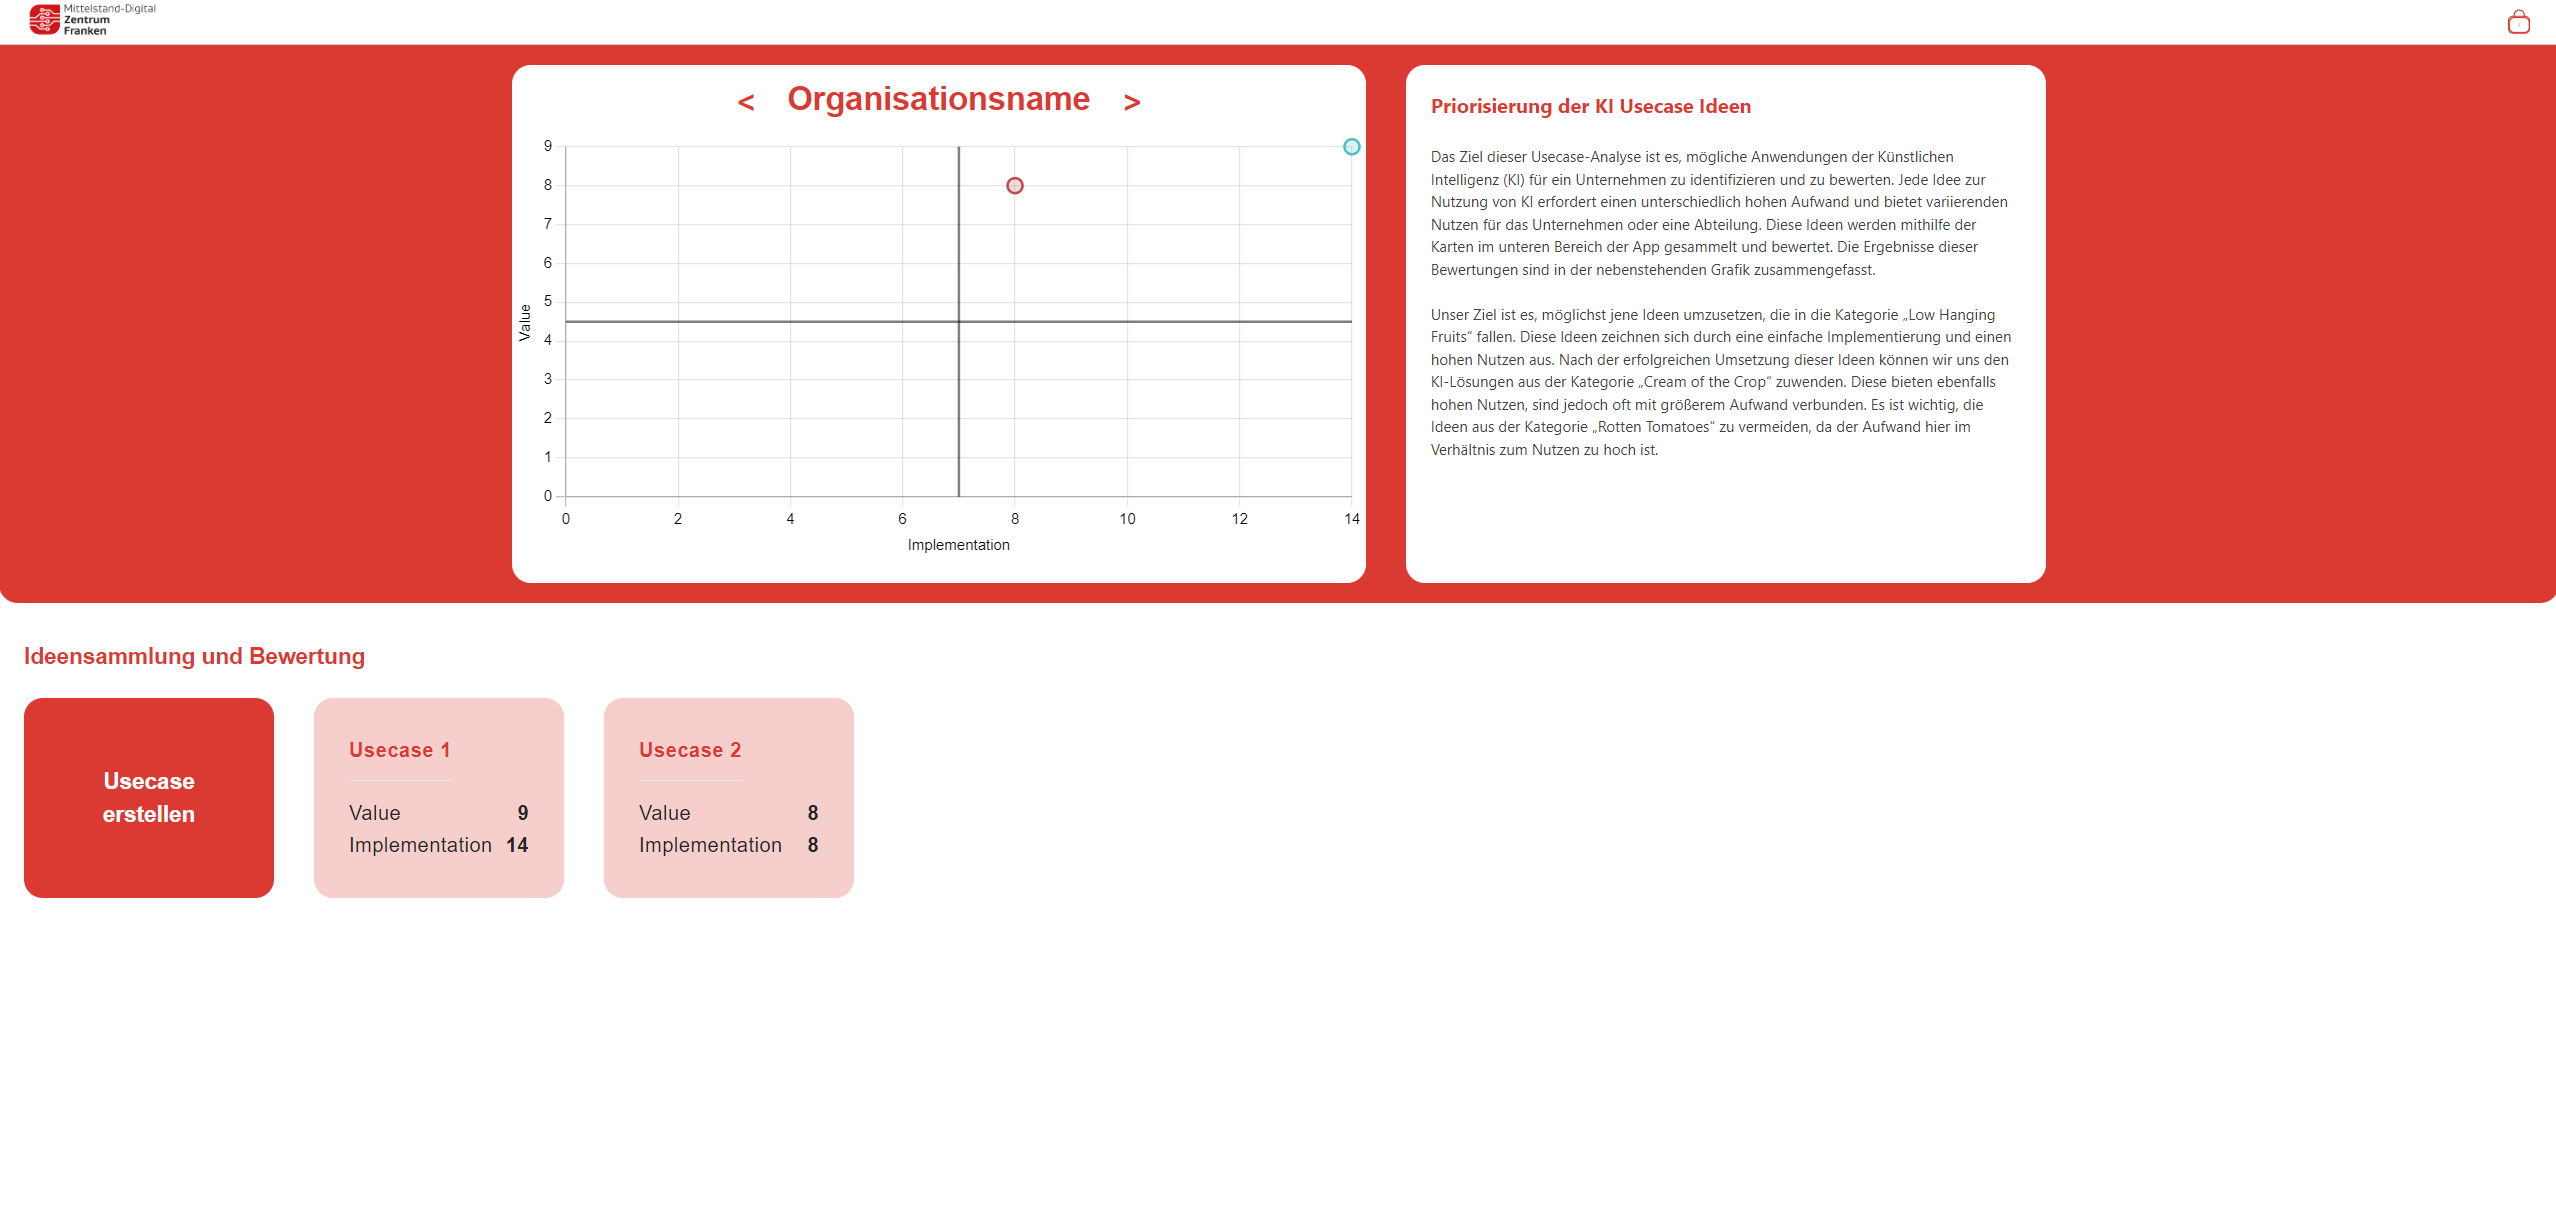 Mittelstand-Digital
Zentrum
Franken
< Organisationsname >
9
8
7
6
5
4
3
2
1
0
Value
0 2 4 6 8 10 12 14
Implementation
Priorisierung der KI Usecase Ideen
Das Ziel dieser Usecase-Analyse ist es, mögliche Anwendungen der Künstlichen
Intelligenz (KI) für ein Unternehmen zu identifizieren und zu bewerten. Jede Idee zur
Nutzung von KI erfordert einen unterschiedlich hohen Aufwand und bietet variierenden
Nutzen für das Unternehmen oder eine Abteilung. Diese Ideen werden mithilfe der
Karten im unteren Bereich der App gesammelt und bewertet. Die Ergebnisse dieser
Bewertungen sind in der nebenstehenden Grafik zusammengefasst.
Unser Ziel ist es, möglichst jene Ideen umzusetzen, die in die Kategorie „Low Hanging
Fruits“ fallen. Diese Ideen zeichnen sich durch eine einfache Implementierung und einen
hohen Nutzen aus. Nach der erfolgreichen Umsetzung dieser Ideen können wir uns den
KI-Lösungen aus der Kategorie „Cream of the Crop“ zuwenden. Diese bieten ebenfalls
hohen Nutzen, sind jedoch oft mit größerem Aufwand verbunden. Es ist wichtig, die
Ideen aus der Kategorie „Rotten Tomatoes“ zu vermeiden, da der Aufwand hier im
Verhältnis zum Nutzen zu hoch ist.
Ideensammlung und Bewertung
Usecase
erstellen
Usecase 1
Value 9
Implementation 14
Usecase 2
Value 8
Implementation 8